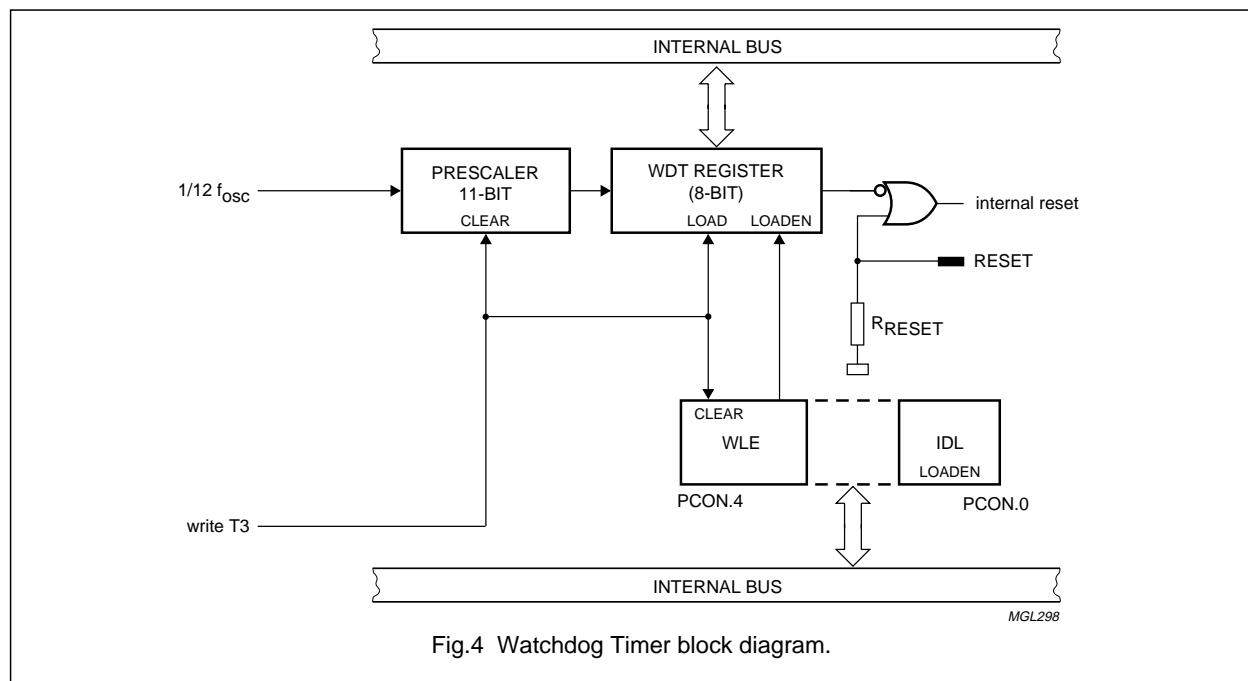 INTERNAL BUS
PRESCALER
11-BIT
CLEAR
WDT REGISTER
(8-BIT)
LOAD LOADEN
1/12 fosc
internal reset
RESET
RRESET
CLEAR
WLE
IDL
LOADEN
PCON.4
PCON.0
write T3
INTERNAL BUS
MGL298
Fig.4 Watchdog Timer block diagram.